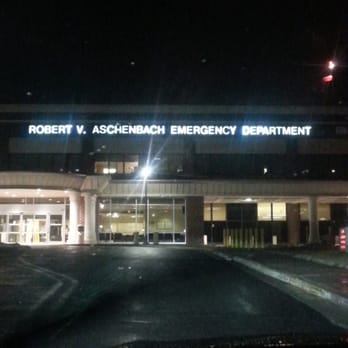 ROBERT V. ASCHENBACH EMERGENCY DEPARTMENT